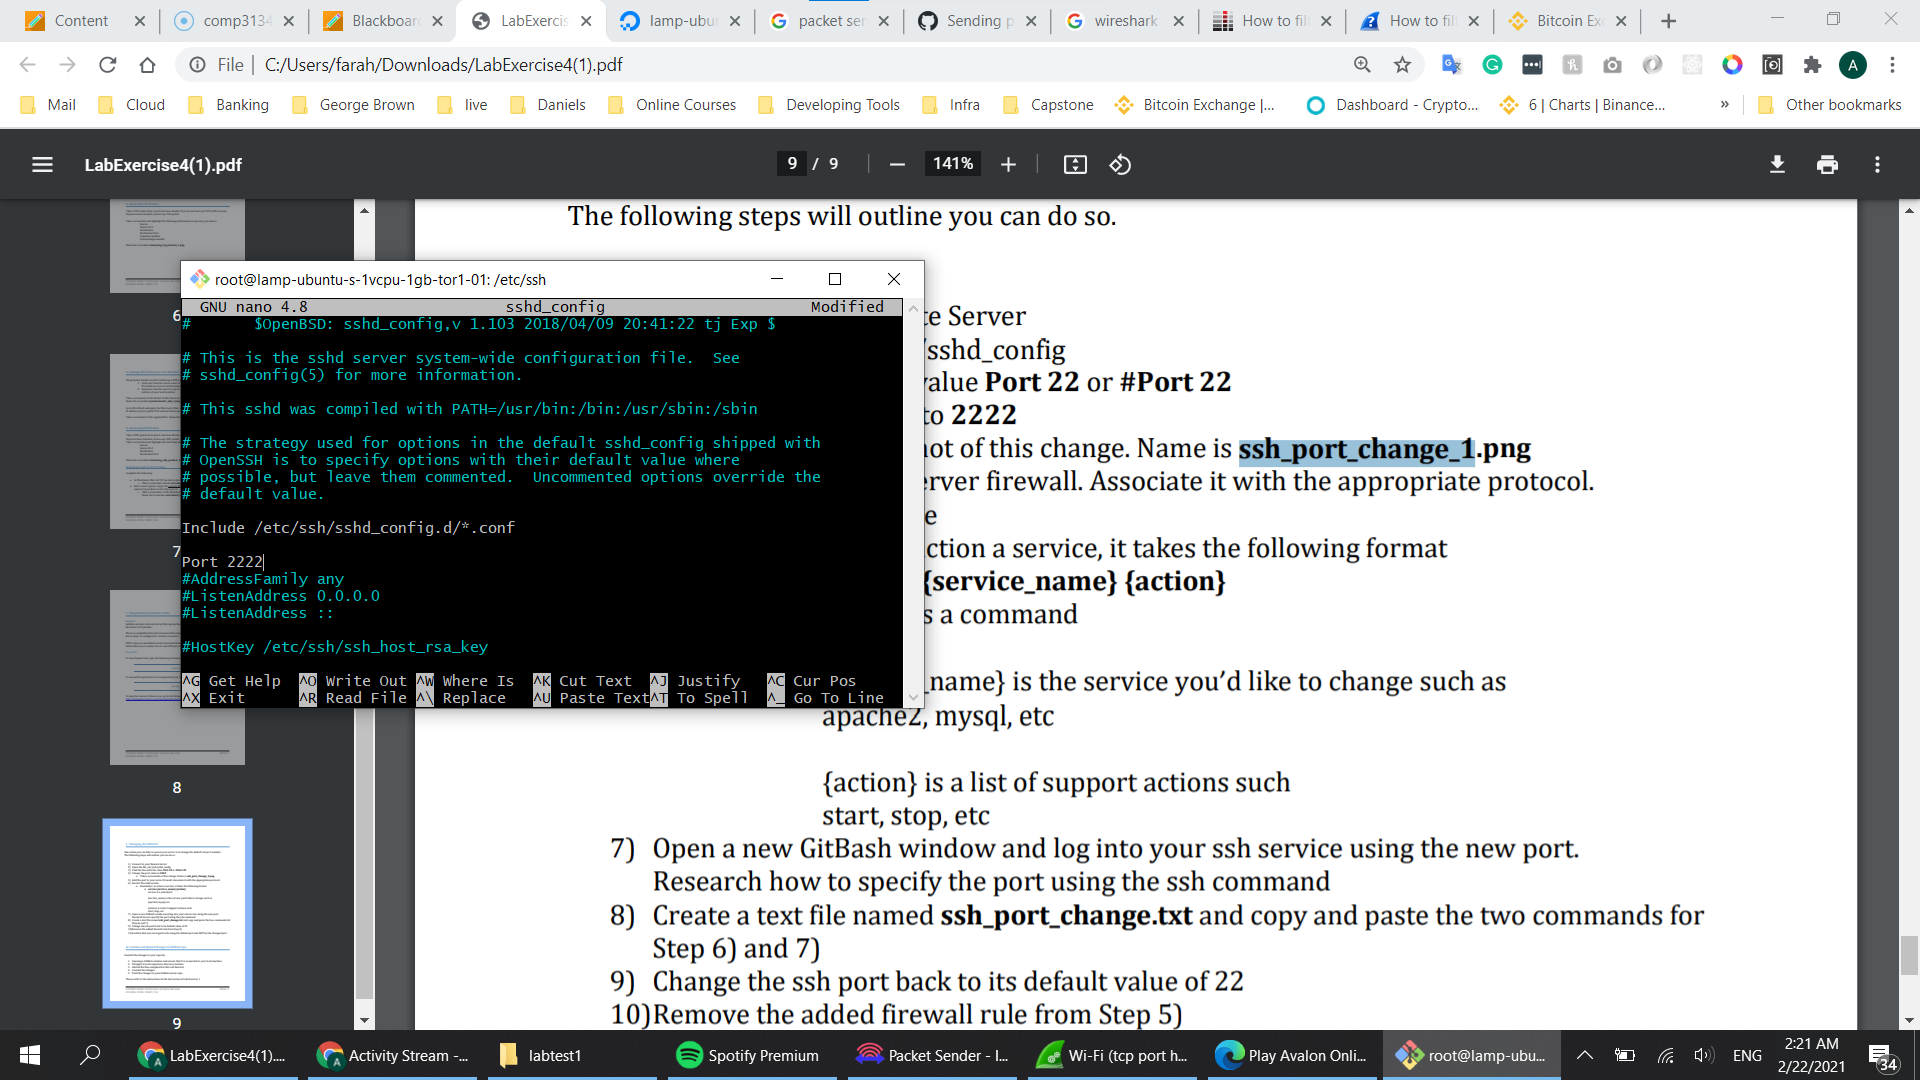 Content
comp3134
Blackboar
LabExercis
lamp-ubu
packet ser
Sending p
wireshark
How to fil
How to fil
Bitcoin Ex
File
C:/Users/farah/Downloads/LabExercise4(1).pdf
A
Mail
Cloud
Banking
George Brown
live
Daniels
Online Courses
Developing Tools
Infra
Capstone
Bitcoin Exchange |...
Dashboard - Crypto...
6 | Charts | Binance...
»
Other bookmarks
LabExercise4(1).pdf
9 / 9
141%
6
7
8
9
The following steps will outline you can do so.
te Server
/sshd_config
value Port 22 or #Port 22
to 2222
hot of this change. Name is ssh_port_change_1.png
erver firewall. Associate it with the appropriate protocol.
e
ction a service, it takes the following format
{service_name} {action}
s a command
_name} is the service you’d like to change such as
apache2, mysql, etc
{action} is a list of support actions such
start, stop, etc
7) Open a new GitBash window and log into your ssh service using the new port.
Research how to specify the port using the ssh command
8) Create a text file named ssh_port_change.txt and copy and paste the two commands for
Step 6) and 7)
9) Change the ssh port back to its default value of 22
10)Remove the added firewall rule from Step 5)
root@lamp-ubuntu-s-1vcpu-1gb-tor1-01: /etc/ssh
GNU nano 4.8 sshd_config Modified
# $OpenBSD: sshd_config,v 1.103 2018/04/09 20:41:22 tj Exp $
# This is the sshd server system-wide configuration file. See
# sshd_config(5) for more information.
# This sshd was compiled with PATH=/usr/bin:/bin:/usr/sbin:/sbin
# The strategy used for options in the default sshd_config shipped with
# OpenSSH is to specify options with their default value where
# possible, but leave them commented. Uncommented options override the
# default value.
Include /etc/ssh/sshd_config.d/*.conf
Port 2222
#AddressFamily any
#ListenAddress 0.0.0.0
#ListenAddress ::
#HostKey /etc/ssh/ssh_host_rsa_key
^G Get Help ^O Write Out ^W Where Is ^K Cut Text ^J Justify ^C Cur Pos
^X Exit ^R Read File ^\ Replace ^U Paste Text ^T To Spell ^_ Go To Line
LabExercise4(1)....
Activity Stream -...
labtest1
Spotify Premium
Packet Sender - I...
Wi-Fi (tcp port h...
Play Avalon Onli...
root@lamp-ubu...
ENG
2:21 AM
2/22/2021
34